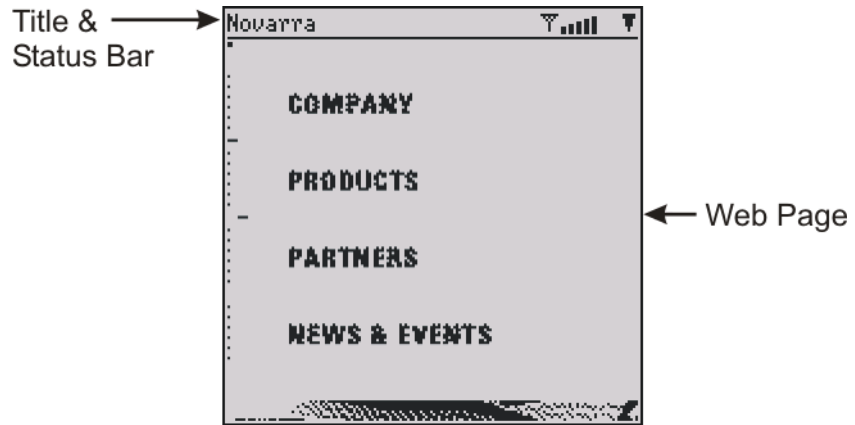 Title &
Status Bar
Novarra
COMPANY
PRODUCTS
PARTNERS
NEWS & EVENTS
Web Page